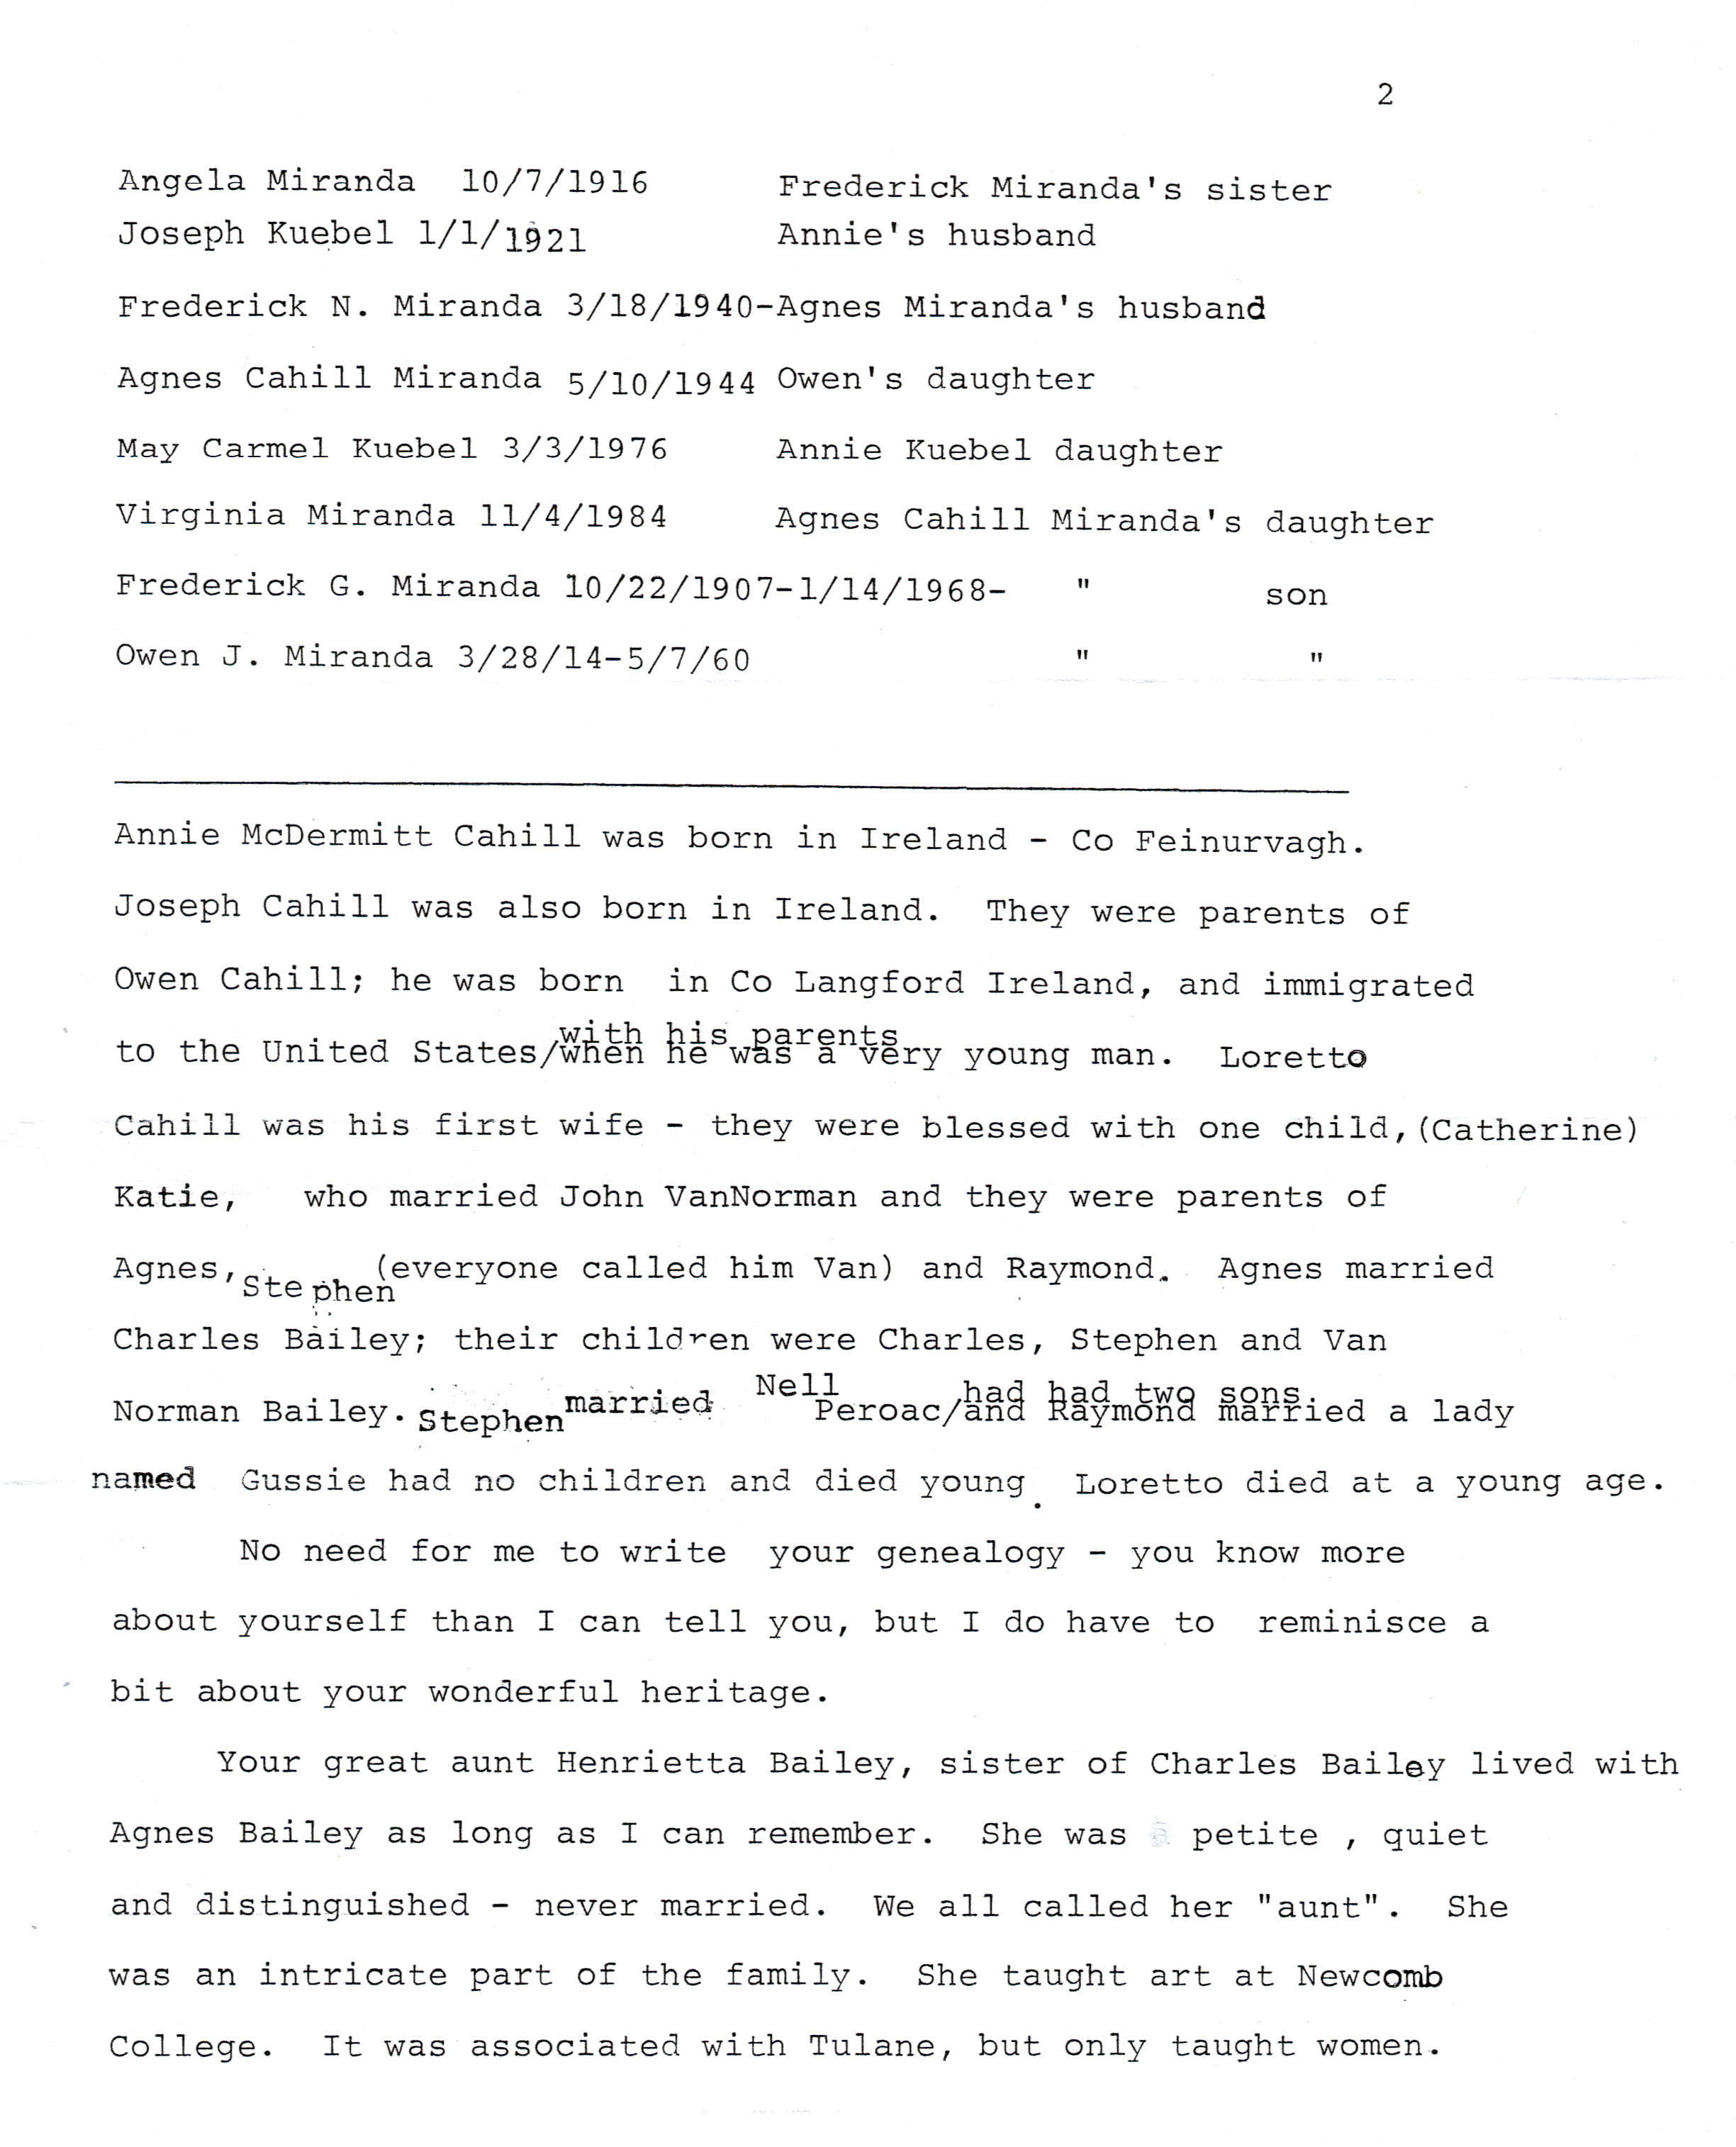 2
Angela Miranda  10/7/1916      Frederick Miranda's sister
Joseph Kuebel 1/1/1921         Annie's husband
Frederick N. Miranda 3/18/1940-Agnes Miranda's husband
Agnes Cahill Miranda 5/10/1944 Owen's daughter
May Carmel Kuebel 3/3/1976     Annie Kuebel daughter
Virginia Miranda 11/4/1984     Agnes Cahill Miranda's daughter
Frederick G. Miranda 10/22/1907-1/14/1968-   "        son
Owen J. Miranda 3/28/14-5/7/60               "          "
Annie McDermitt Cahill was born in Ireland - Co Feinurvagh.
Joseph Cahill was also born in Ireland.  They were parents of
Owen Cahill; he was born  in Co Langford Ireland, and immigrated
with his parents
to the United States/when he was a very young man.  Loretto
Cahill was his first wife - they were blessed with one child,(Catherine)
Katie,   who married John VanNorman and they were parents of
Agnes, Stephen (everyone called him Van) and Raymond.  Agnes married
Charles Bailey; their children were Charles, Stephen and Van
had had two sons.
Norman Bailey. Stephen married Nell Peroac/and Raymond married a lady
named  Gussie had no children and died young.  Loretto died at a young age.
No need for me to write  your genealogy - you know more
about yourself than I can tell you, but I do have to  reminisce a
bit about your wonderful heritage.
Your great aunt Henrietta Bailey, sister of Charles Bailey lived with
Agnes Bailey as long as I can remember.  She was   petite , quiet
and distinguished - never married.  We all called her "aunt".  She
was an intricate part of the family.  She taught art at Newcomb
College.  It was associated with Tulane, but only taught women.